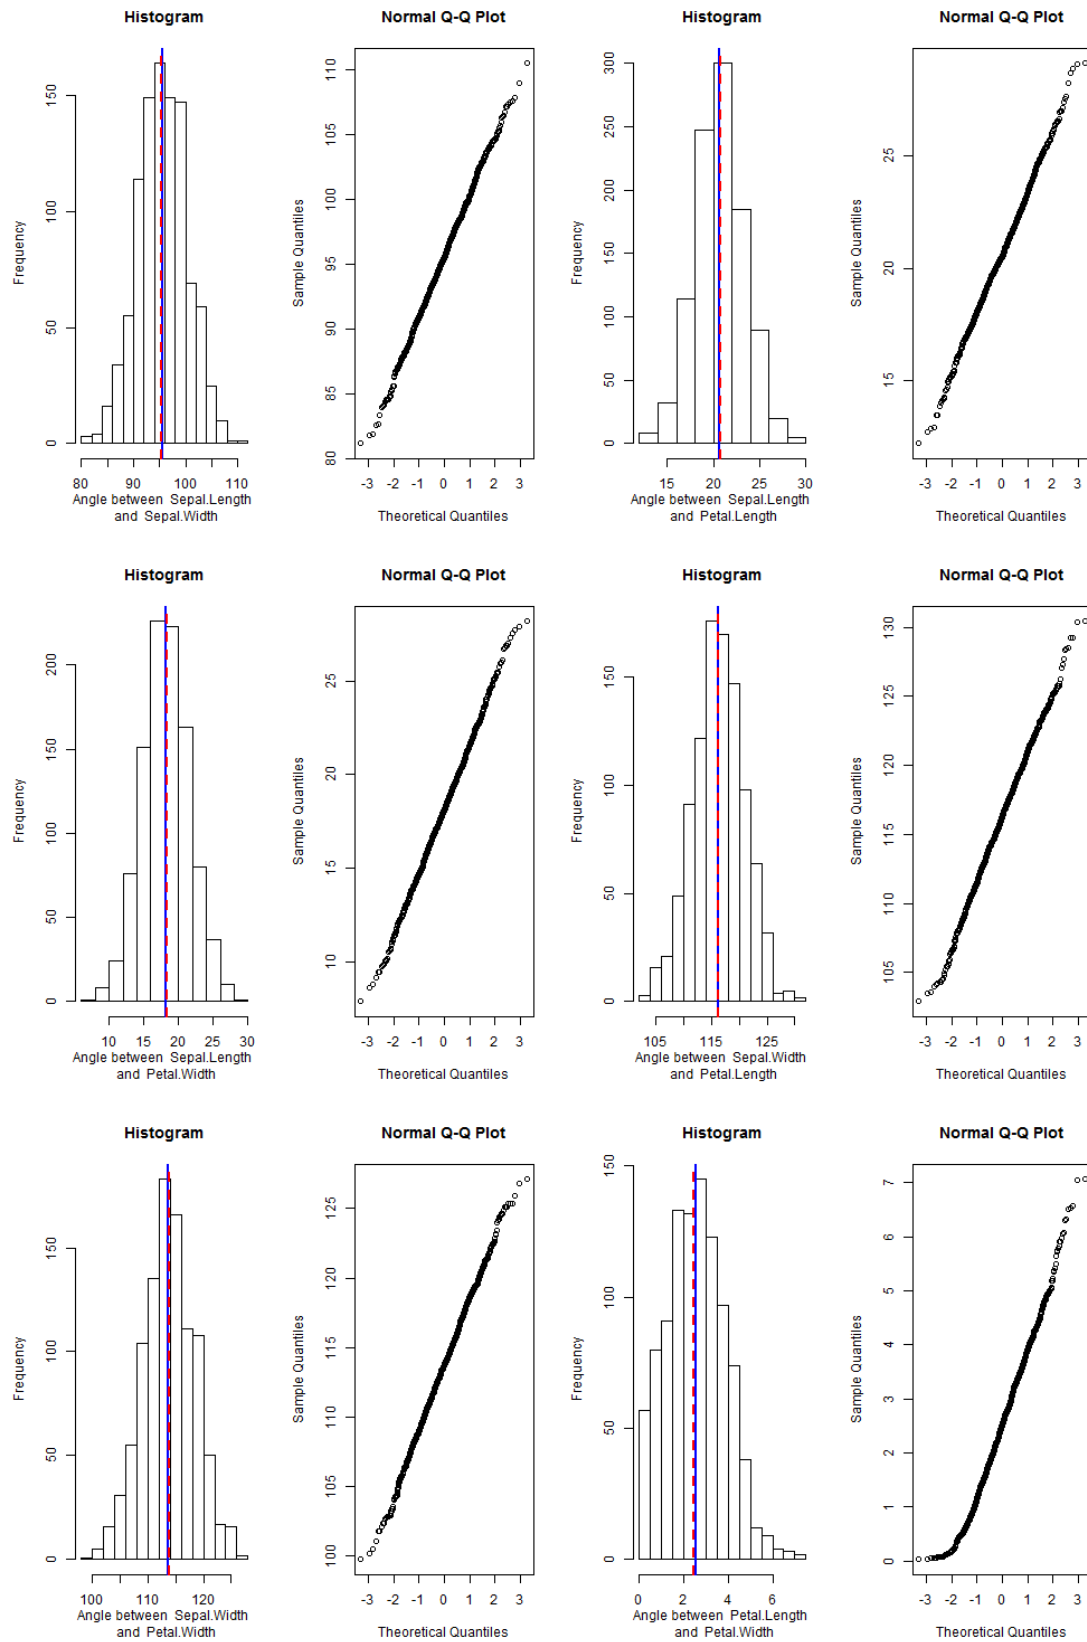 Histogram
Normal Q-Q Plot
Histogram
Normal Q-Q Plot
Frequency
0 50 100 150
80 90 100 110
Angle between Sepal.Length
and Sepal.Width
Sample Quantiles
80 85 90 95 100 105 110
-3 -2 -1 0 1 2 3
Theoretical Quantiles
Frequency
0 50 100 150 200 250 300
15 20 25 30
Angle between Sepal.Length
and Petal.Length
Sample Quantiles
15 20 25
-3 -2 -1 0 1 2 3
Theoretical Quantiles
Histogram
Normal Q-Q Plot
Histogram
Normal Q-Q Plot
Frequency
0 50 100 150 200
10 15 20 25 30
Angle between Sepal.Length
and Petal.Width
Sample Quantiles
10 15 20 25
-3 -2 -1 0 1 2 3
Theoretical Quantiles
Frequency
0 50 100 150
105 115 125
Angle between Sepal.Width
and Petal.Length
Sample Quantiles
105 110 115 120 125 130
-3 -2 -1 0 1 2 3
Theoretical Quantiles
Histogram
Normal Q-Q Plot
Histogram
Normal Q-Q Plot
Frequency
0 50 100 150
100 110 120
Angle between Sepal.Width
and Petal.Width
Sample Quantiles
100 105 110 115 120 125
-3 -2 -1 0 1 2 3
Theoretical Quantiles
Frequency
0 50 100 150
0 2 4 6
Angle between Petal.Length
and Petal.Width
Sample Quantiles
0 1 2 3 4 5 6 7
-3 -2 -1 0 1 2 3
Theoretical Quantiles